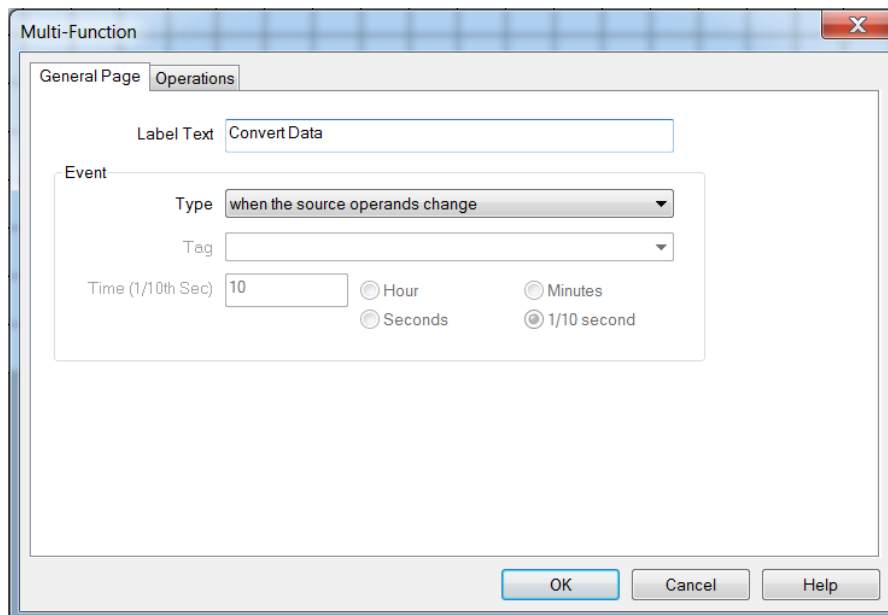 Multi-Function
General Page Operations
Label Text Convert Data
Event
Type when the source operands change
Tag
Time (1/10th Sec) 10 Hour Minutes
Seconds 1/10 second
OK Cancel Help